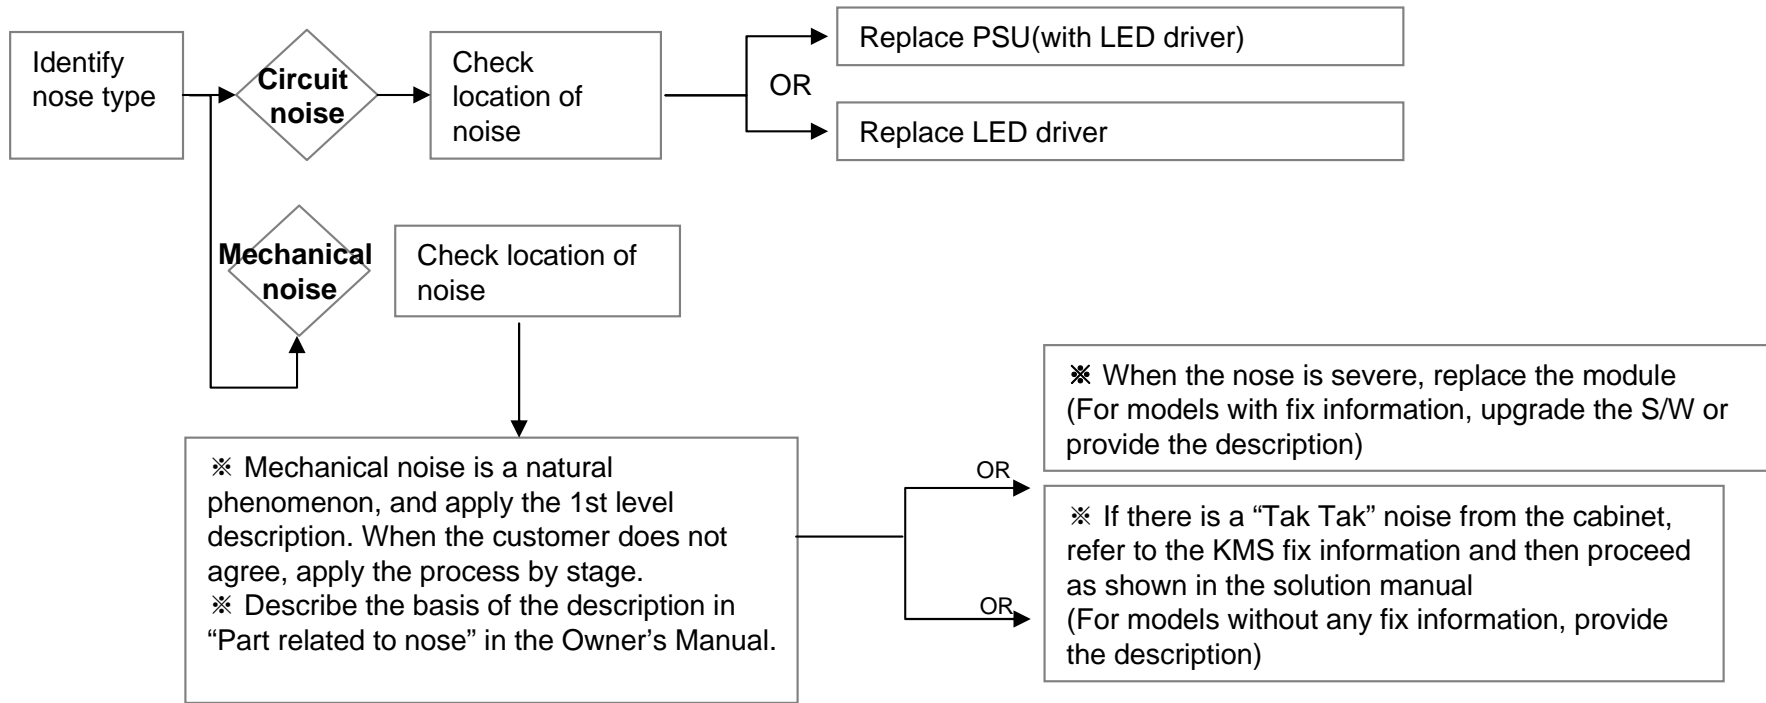 Identify
nose type
Circuit
noise
Check
location of
noise
Replace PSU(with LED driver)
OR
Replace LED driver
Mechanical
noise
Check location of
noise
※ Mechanical noise is a natural
phenomenon, and apply the 1st level
description. When the customer does not
agree, apply the process by stage.
※ Describe the basis of the description in
“Part related to nose” in the Owner’s Manual.
OR
※ When the nose is severe, replace the module
(For models with fix information, upgrade the S/W or
provide the description)
OR
※ If there is a “Tak Tak” noise from the cabinet,
refer to the KMS fix information and then proceed
as shown in the solution manual
(For models without any fix information, provide
the description)